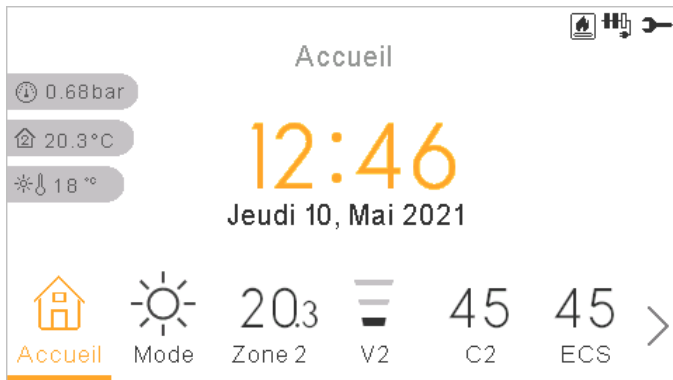 Accueil
0.68bar
2 20.3°C
18 °C
12:46
Jeudi 10, Mai 2021
20.3 45 45
Accueil Mode Zone 2 V2 C2 ECS